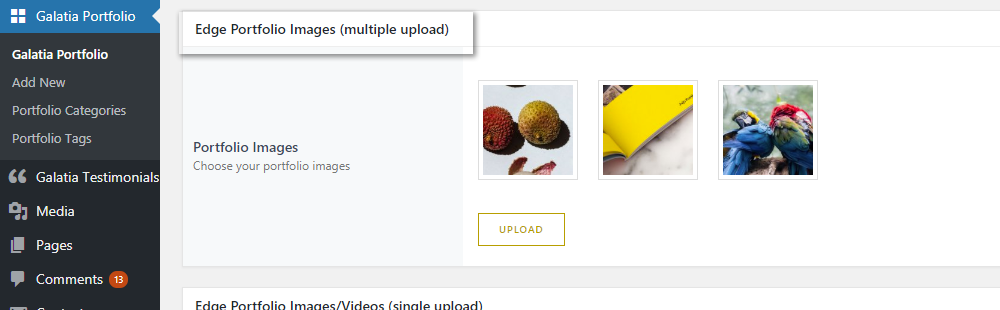 Galatia Portfolio
Galatia Portfolio
Add New
Portfolio Categories
Portfolio Tags
Galatia Testimonials
Media
Pages
Comments 13
Edge Portfolio Images (multiple upload)
Portfolio Images
Choose your portfolio images
UPLOAD
Edge Portfolio Images/Videos (single upload)